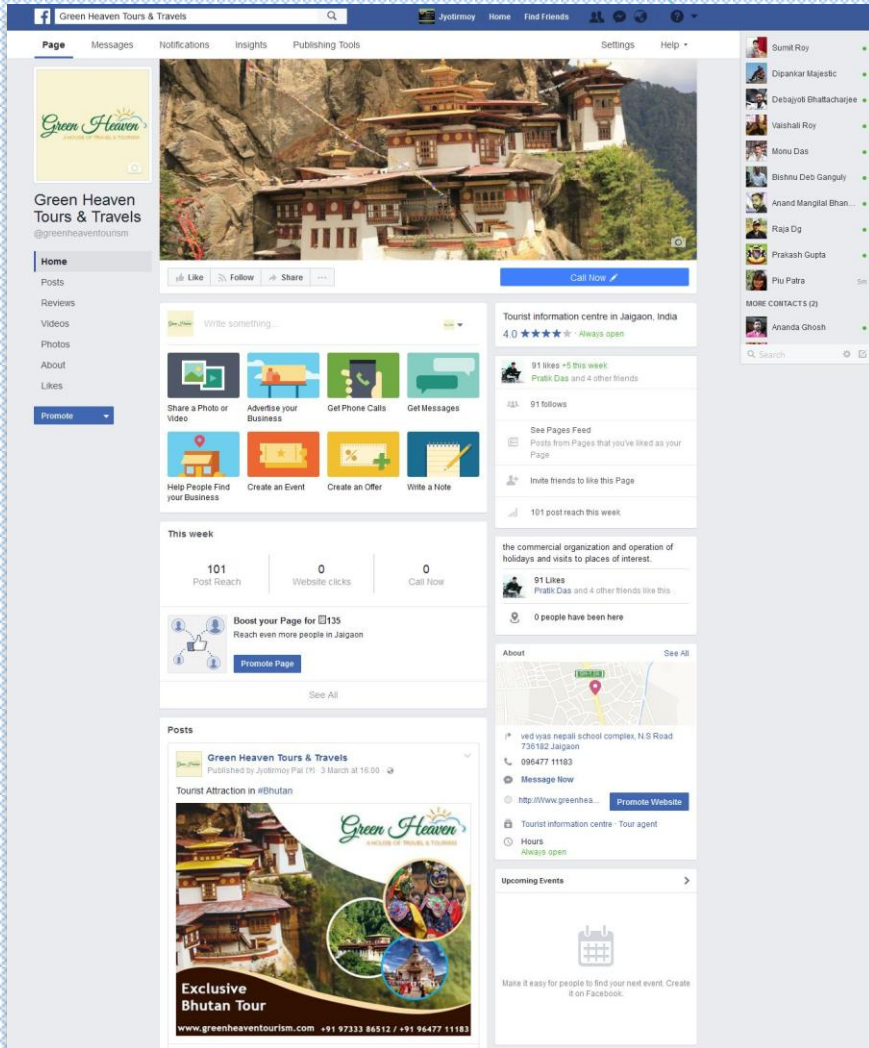 Green Heaven Tours & Travels
Jyotirmoy Home Find Friends
Page Messages Notifications Insights Publishing Tools Settings Help
Green Heaven
A HOUSE OF TRAVEL & TOURISM
Green Heaven
Tours & Travels
@greenheaventourism
Home
Posts
Reviews
Videos
Photos
About
Likes
Promote
Like Follow Share ...
Call Now
Write something...
Share a Photo or
Video
Advertise your
Business
Get Phone Calls
Get Messages
Help People Find
your Business
Create an Event
Create an Offer
Write a Note
This week
101
Post Reach
0
Website clicks
0
Call Now
Boost your Page for 135
Reach even more people in Jaigaon
Promote Page
See All
Posts
Green Heaven Tours & Travels
Published by Jyotirmoy Pal [?] · 3 March at 16:00 ·
Tourist Attraction in #Bhutan
Green Heaven
A HOUSE OF TRAVEL & TOURISM
Exclusive
Bhutan Tour
www.greenheaventourism.com +91 97333 86512 / +91 96477 11183
Tourist information centre in Jaigaon, India
4.0 ★★★★★ · Always open
91 likes +5 this week
Pratik Das and 4 other friends
91 follows
See Pages Feed
Posts from Pages that you've liked as your
Page
Invite friends to like this Page
101 post reach this week
the commercial organization and operation of
holidays and visits to places of interest.
91 Likes
Pratik Das and 4 other friends like this
0 people have been here
About See All
ved vyas nepali school complex, N.S Road
736182 Jaigaon
096477 11183
Message Now
http://Www.greenhea... Promote Website
Tourist information centre · Tour agent
Hours
Always open
Upcoming Events
Make it easy for people to find your next event. Create
it on Facebook.
Sumit Roy
Dipankar Majestic
Debajyoti Bhattacharjee
Vaishali Roy
Monu Das
Bishnu Deb Ganguly
Anand Mangilal Bhan...
Raja Dg
Prakash Gupta
Piu Patra 5m
MORE CONTACTS (2)
Ananda Ghosh
Search